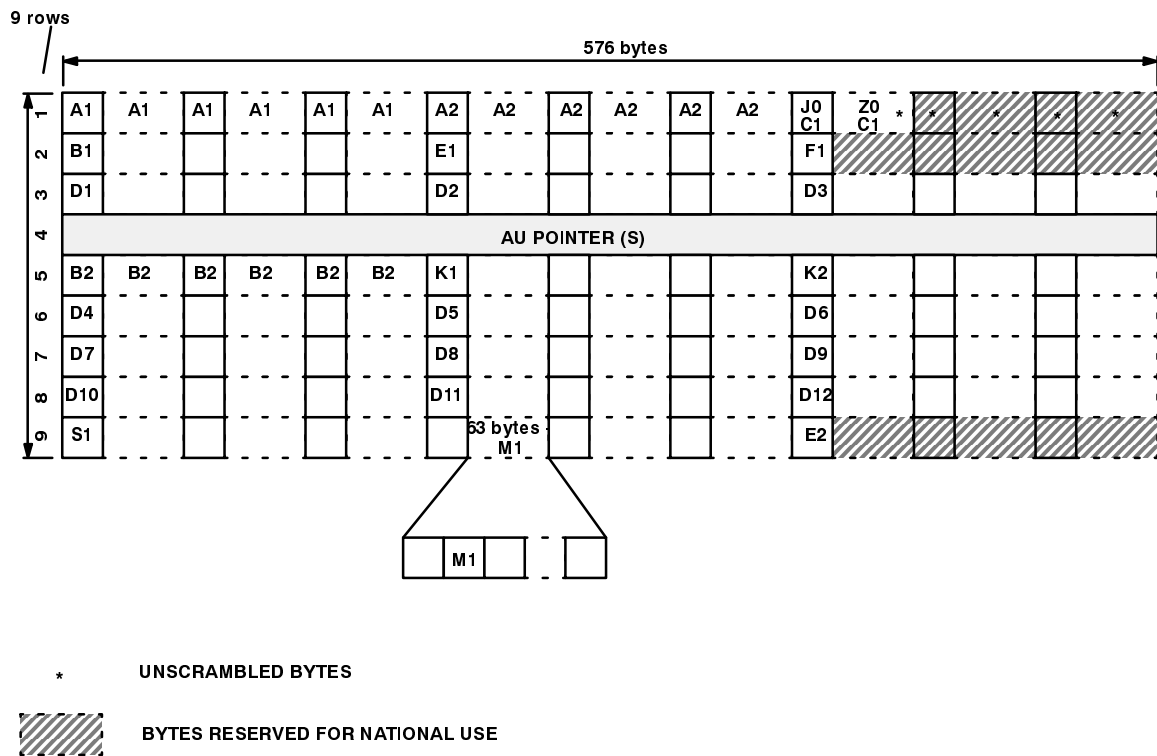 9 rows
576 bytes
1 A1 A1 A1 A1 A1 A1 A2 A2 A2 A2 A2 A2 J0 Z0 * * * * *
C1 C1
2 B1 E1 F1
3 D1 D2 D3
4 AU POINTER (S)
5 B2 B2 B2 B2 B2 B2 K1 K2
6 D4 D5 D6
7 D7 D8 D9
8 D10 D11 D12
9 S1 63 bytes - E2
M1
M1
* UNSCRAMBLED BYTES
BYTES RESERVED FOR NATIONAL USE